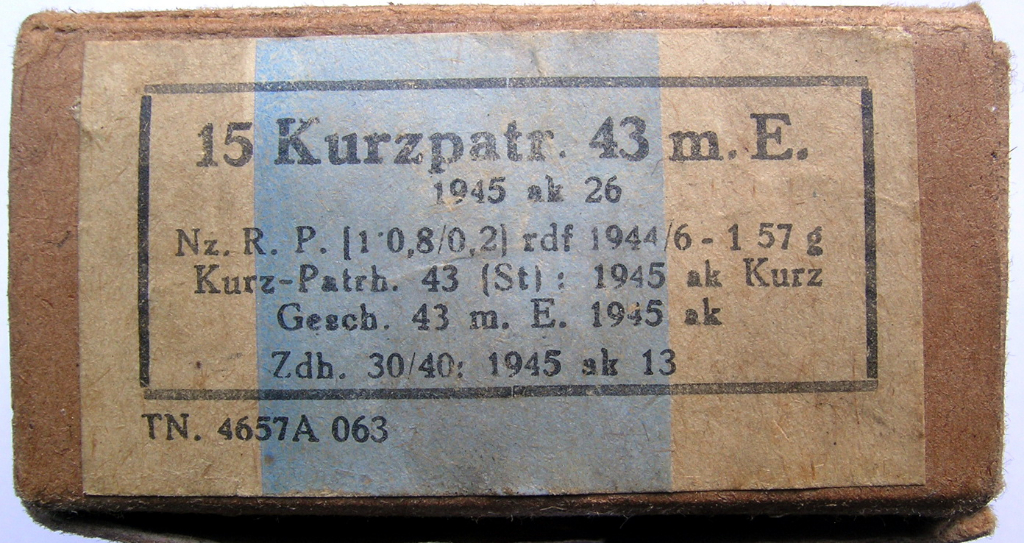 15 Kurzpatr. 43 m. E.
1945 ak 26
Nz. R. P. (1·0,8/0,2) rdf 1944/6 - 1 57 g
Kurz-Patrh. 43 (St) : 1945 ak Kurz
Gesch. 43 m. E. 1945 ak
Zdh. 30/40: 1945 ak 13
TN. 4657A 063